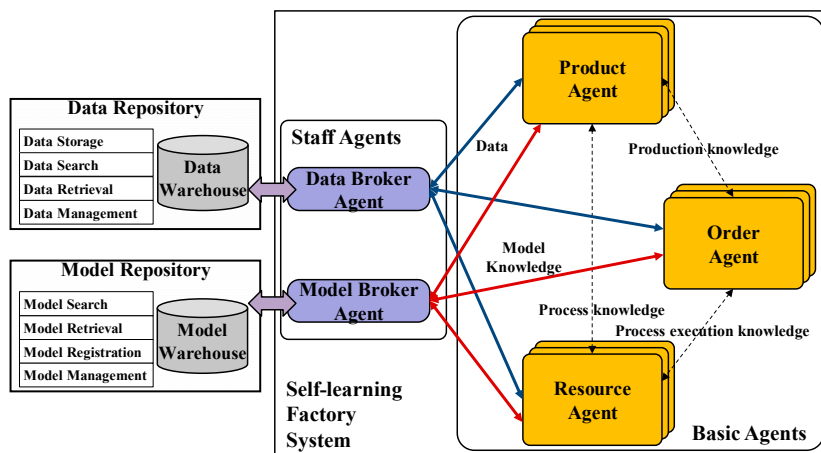 Data Repository
Data Storage
Data Search
Data Retrieval
Data Management
Data
Warehouse
Model Repository
Model Search
Model Retrieval
Model Registration
Model Management
Model
Warehouse
Staff Agents
Data Broker
Agent
Model Broker
Agent
Self-learning
Factory
System
Product
Agent
Data
Production knowledge
Order
Agent
Model
Knowledge
Process knowledge
Process execution knowledge
Resource
Agent
Basic Agents